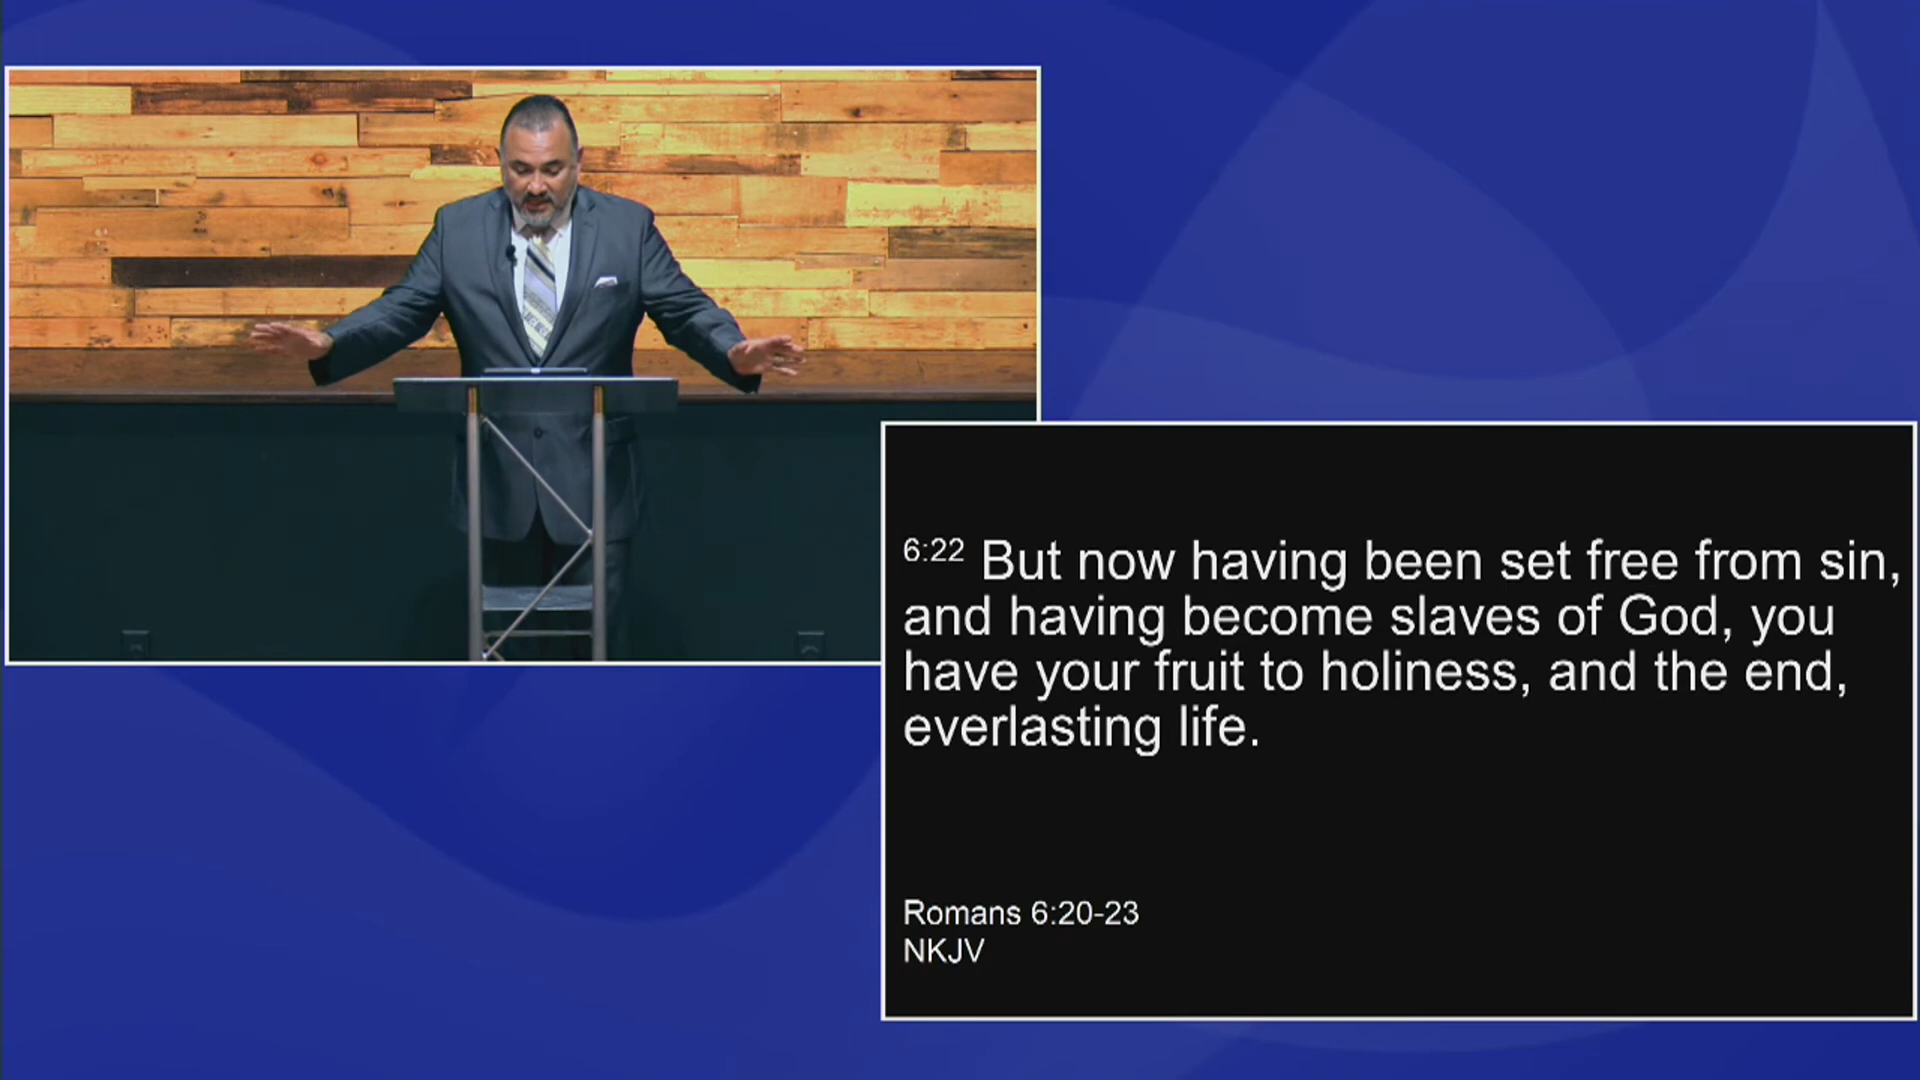 6:22 But now having been set free from sin,
and having become slaves of God, you
have your fruit to holiness, and the end,
everlasting life.
Romans 6:20-23
NKJV